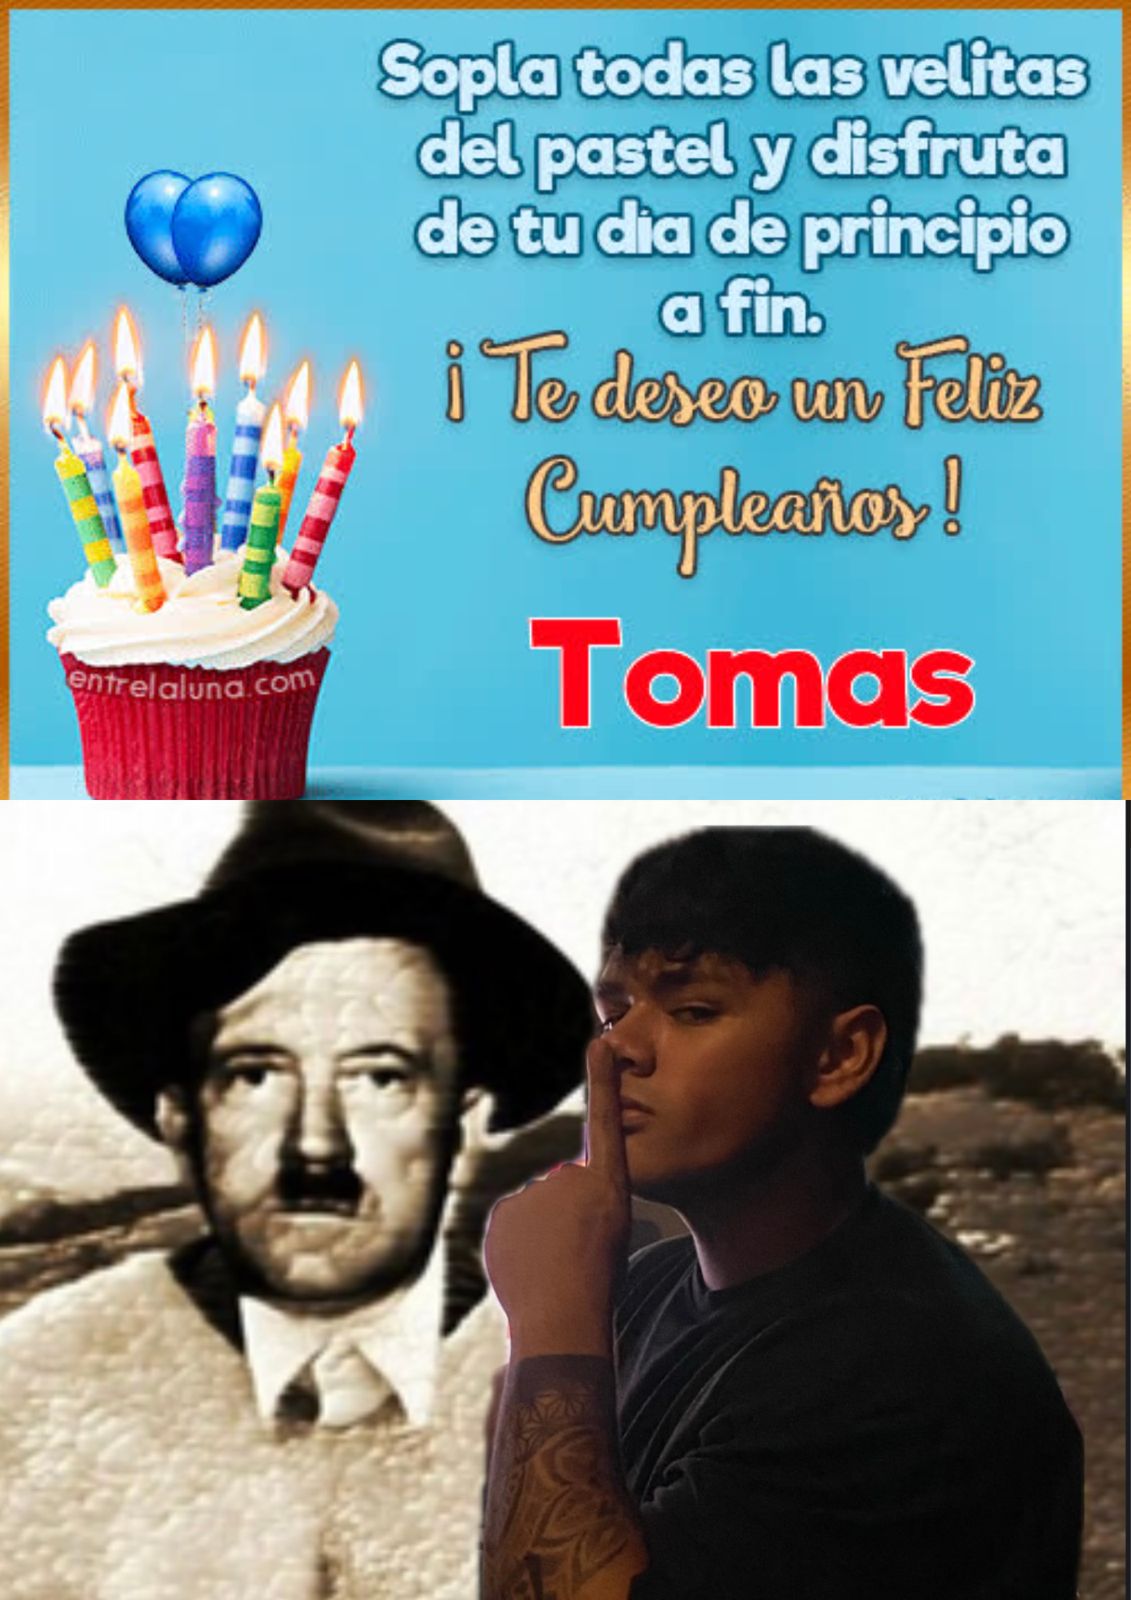 Sopla todas las velitas
del pastel y disfruta
de tu día de principio
a fin.
¡ Te deseo un Feliz
Cumpleaños !
Tomas
entrelaluna.com